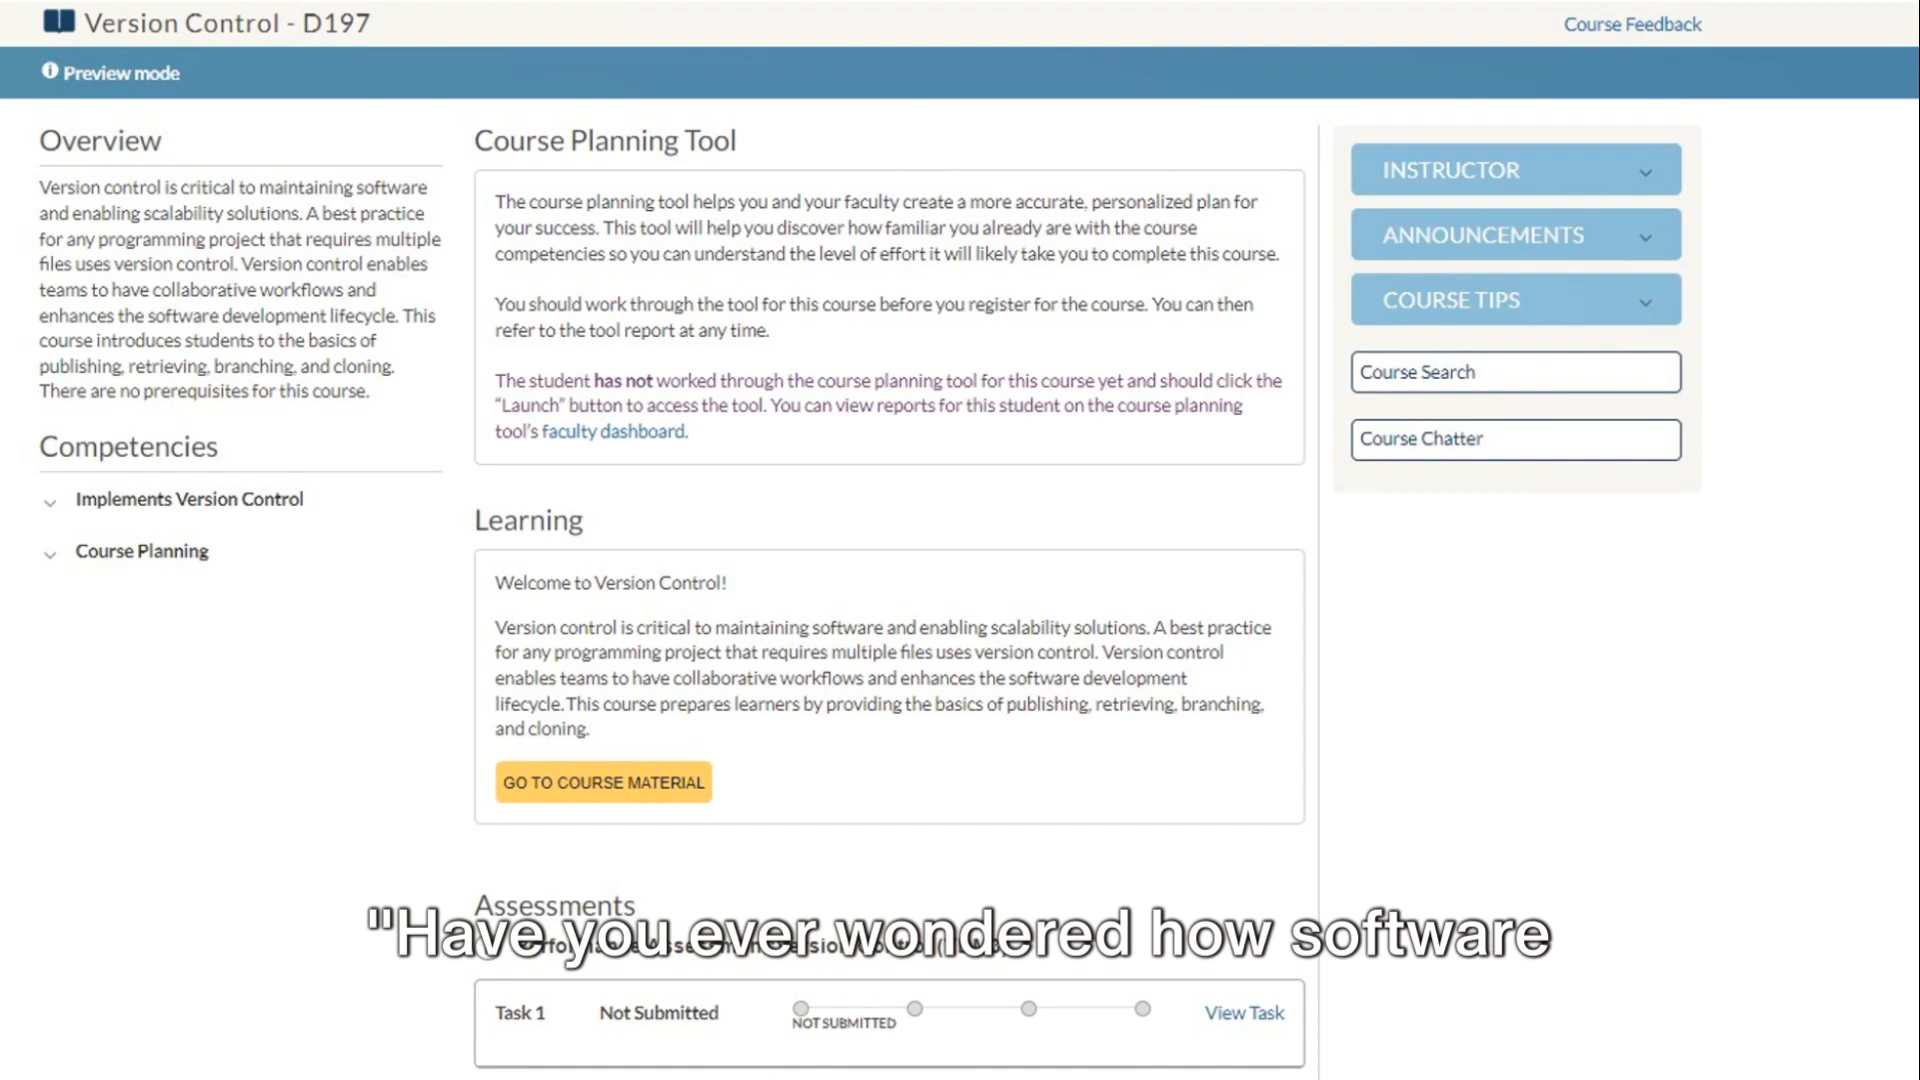 Version Control - D197
Course Feedback
Preview mode
Overview
Version control is critical to maintaining software
and enabling scalability solutions. A best practice
for any programming project that requires multiple
files uses version control. Version control enables
teams to have collaborative workflows and
enhances the software development lifecycle. This
course introduces students to the basics of
publishing, retrieving, branching, and cloning.
There are no prerequisites for this course.
Competencies
Implements Version Control
Course Planning
Course Planning Tool
The course planning tool helps you and your faculty create a more accurate, personalized plan for
your success. This tool will help you discover how familiar you already are with the course
competencies so you can understand the level of effort it will likely take you to complete this course.
You should work through the tool for this course before you register for the course. You can then
refer to the tool report at any time.
The student has not worked through the course planning tool for this course yet and should click the
“Launch” button to access the tool. You can view reports for this student on the course planning
tool’s faculty dashboard.
Learning
Welcome to Version Control!
Version control is critical to maintaining software and enabling scalability solutions. A best practice
for any programming project that requires multiple files uses version control. Version control
enables teams to have collaborative workflows and enhances the software development
lifecycle.This course prepares learners by providing the basics of publishing, retrieving, branching,
and cloning.
GO TO COURSE MATERIAL
Assessments
"Have you ever wondered how software
Task 1
Not Submitted
NOT SUBMITTED
View Task
INSTRUCTOR
ANNOUNCEMENTS
COURSE TIPS
Course Search
Course Chatter